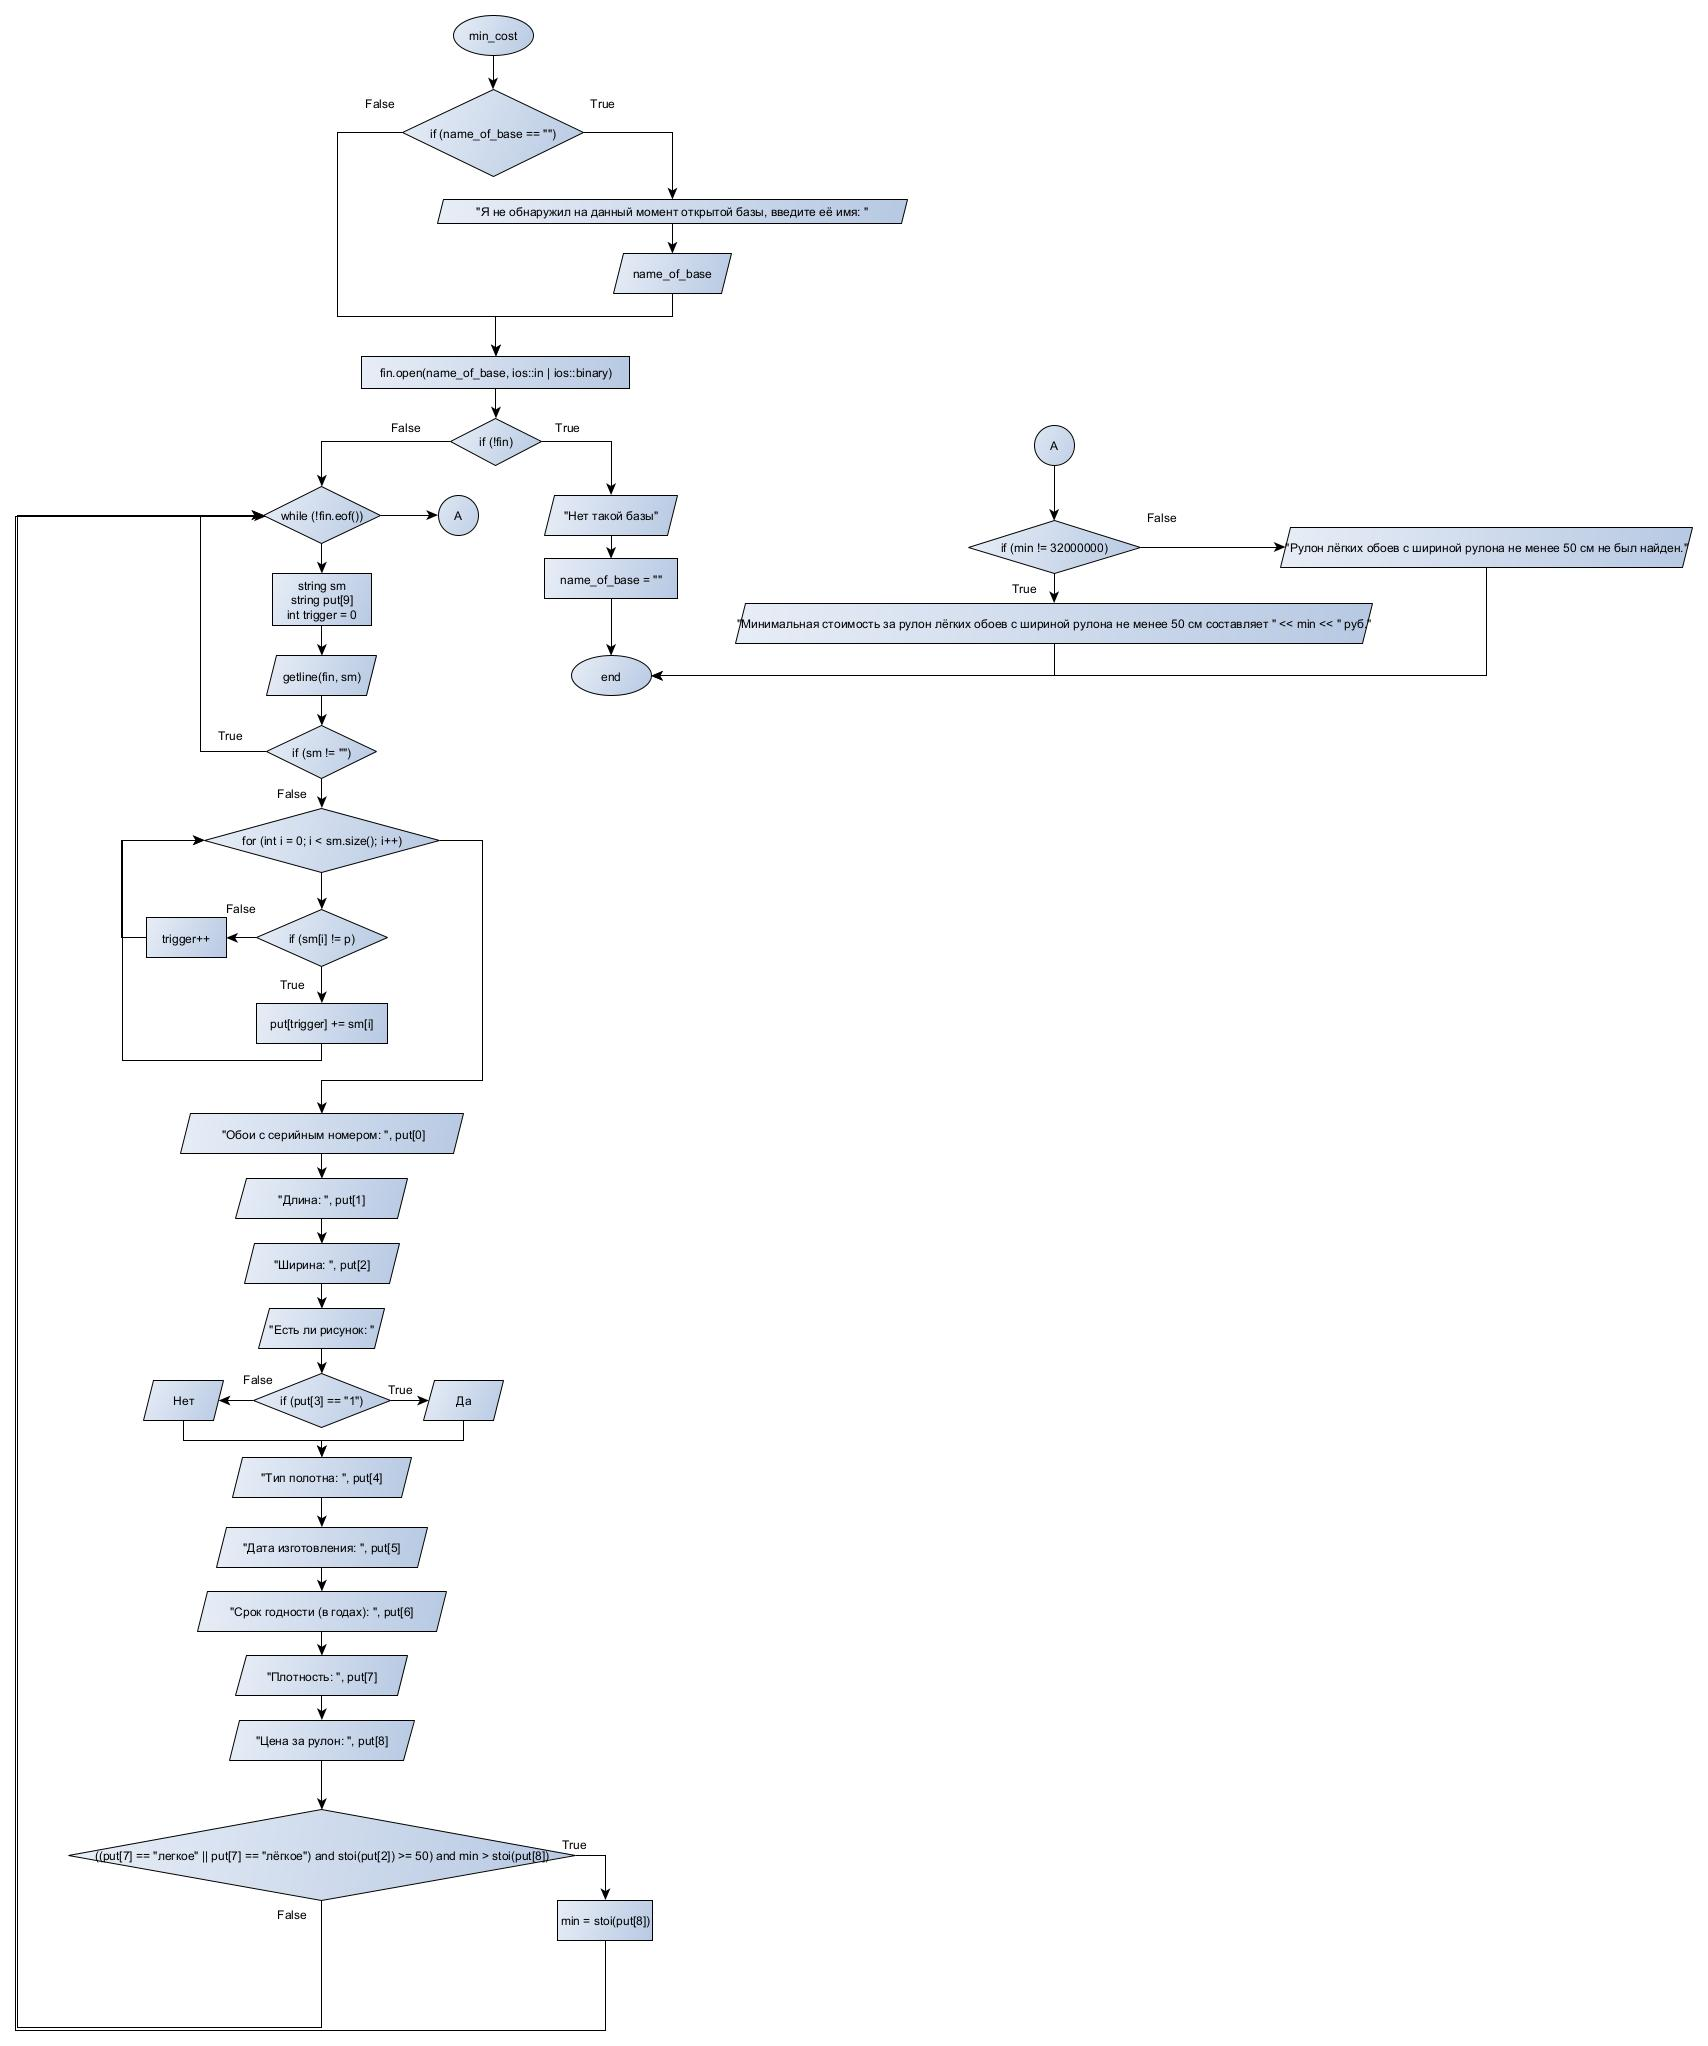 min_cost
False
True
if (name_of_base == "")
"Я не обнаружил на данный момент открытой базы, введите её имя: "
name_of_base
fin.open(name_of_base, ios::in | ios::binary)
False
True
if (!fin)
while (!fin.eof())
A
"Нет такой базы"
name_of_base = ""
end
string sm
string put[9]
int trigger = 0
getline(fin, sm)
True
if (sm != "")
False
for (int i = 0; i < sm.size(); i++)
False
trigger++
if (sm[i] != p)
True
put[trigger] += sm[i]
"Обои с серийным номером: ", put[0]
"Длина: ", put[1]
"Ширина: ", put[2]
"Есть ли рисунок: "
False
True
Нет
if (put[3] == "1")
Да
"Тип полотна: ", put[4]
"Дата изготовления: ", put[5]
"Срок годности (в годах): ", put[6]
"Плотность: ", put[7]
"Цена за рулон: ", put[8]
True
((put[7] == "легкое" || put[7] == "лёгкое") and stoi(put[2]) >= 50) and min > stoi(put[8])
False
min = stoi(put[8])
A
False
if (min != 32000000)
"Рулон лёгких обоев с шириной рулона не менее 50 см не был найден."
True
"Минимальная стоимость за рулон лёгких обоев с шириной рулона не менее 50 см составляет " << min << " руб."